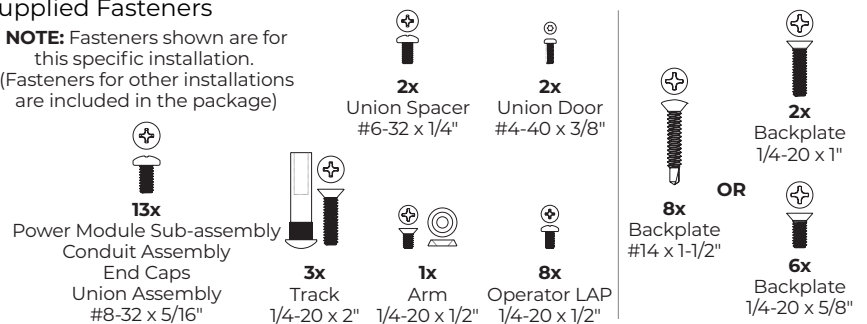 upplied Fasteners
NOTE: Fasteners shown are for
this specific installation.
(Fasteners for other installations
are included in the package)
2x
Union Spacer
#6-32 x 1/4"
2x
Union Door
#4-40 x 3/8"
13x
Power Module Sub-assembly
Conduit Assembly
End Caps
Union Assembly
#8-32 x 5/16"
3x
Track
1/4-20 x 2"
1x
Arm
1/4-20 x 1/2"
8x
Operator LAP
1/4-20 x 1/2"
8x
Backplate
#14 x 1-1/2"
OR
2x
Backplate
1/4-20 x 1"
6x
Backplate
1/4-20 x 5/8"